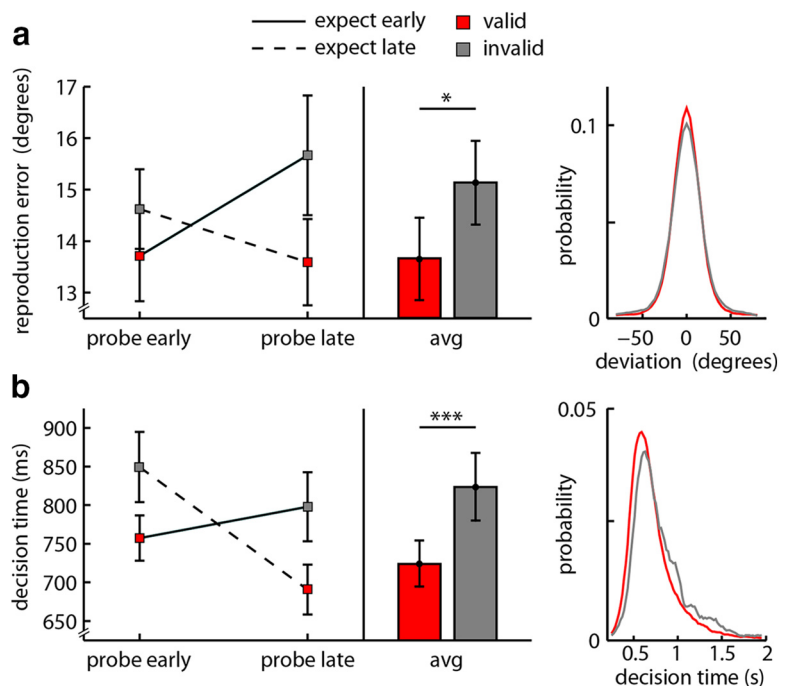 expect early valid
expect late invalid
a
reproduction error (degrees)
17
16
15
14
13
probe early probe late avg
*
probability
0.1
0
−50 0 50
deviation (degrees)
b
decision time (ms)
900
850
800
750
700
650
probe early probe late avg
***
probability
0.05
0
0.5 1 1.5 2
decision time (s)